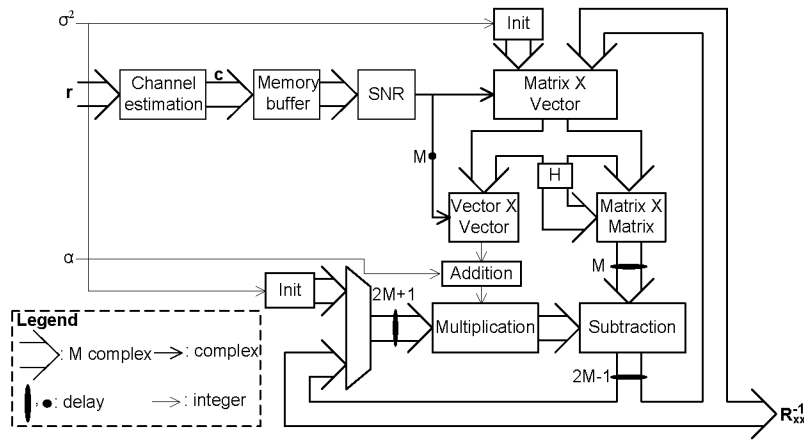 σ²
Init
r
Channel
estimation
c
Memory
buffer
SNR
Matrix X
Vector
M
H
Vector X
Vector
Matrix X
Matrix
α
Addition
M
Init
2M+1
Multiplication
Subtraction
2M-1
Legend
: M complex
: complex
, : delay
: integer
R⁻¹xx